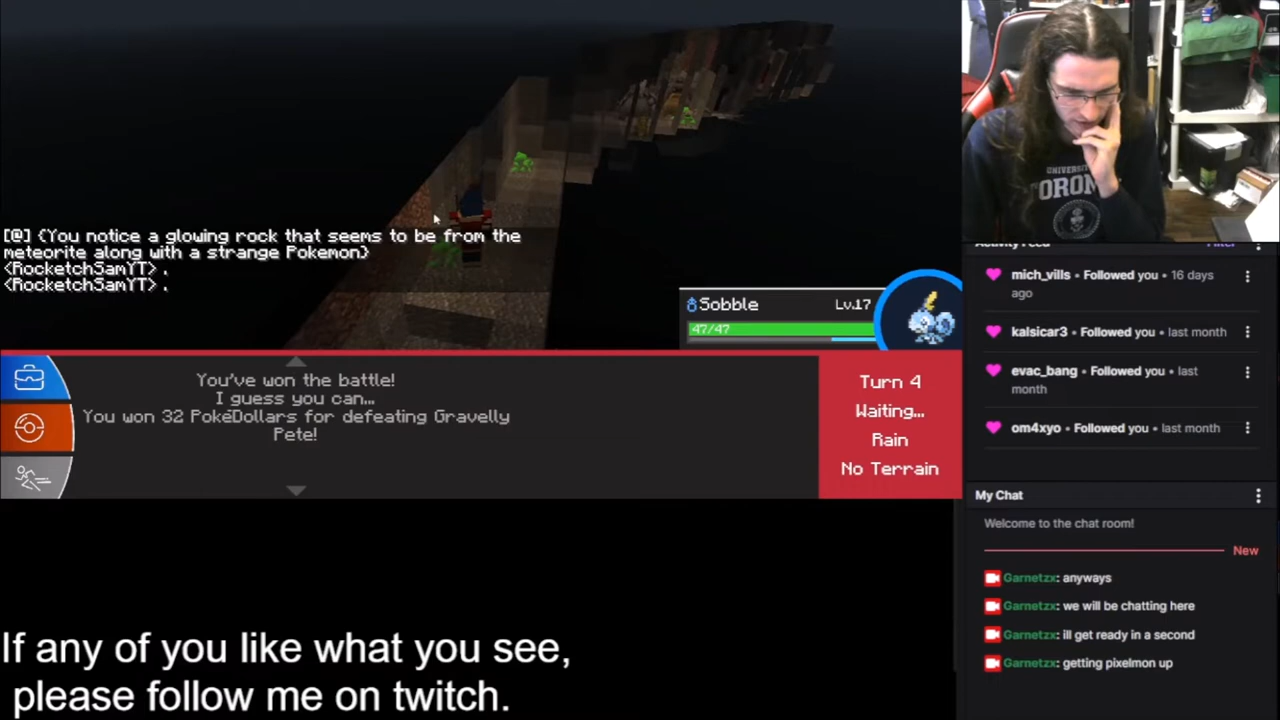 [@] {You notice a glowing rock that seems to be from the
meteorite along with a strange Pokemon}
<RocketchSamYT> .
<RocketchSamYT> .
Sobble Lv.17
47/47
You've won the battle!
I guess you can...
You won 32 PokéDollars for defeating Gravelly
Pete!
Turn 4
Waiting...
Rain
No Terrain
If any of you like what you see,
please follow me on twitch.
UNIVERSITY
TORON
Activity Feed Filter
mich_vills • Followed you • 16 days
ago
kalsicar3 • Followed you • last month
evac_bang • Followed you • last
month
om4xyo • Followed you • last month
My Chat
Welcome to the chat room!
New
Garnetzx: anyways
Garnetzx: we will be chatting here
Garnetzx: ill get ready in a second
Garnetzx: getting pixelmon up